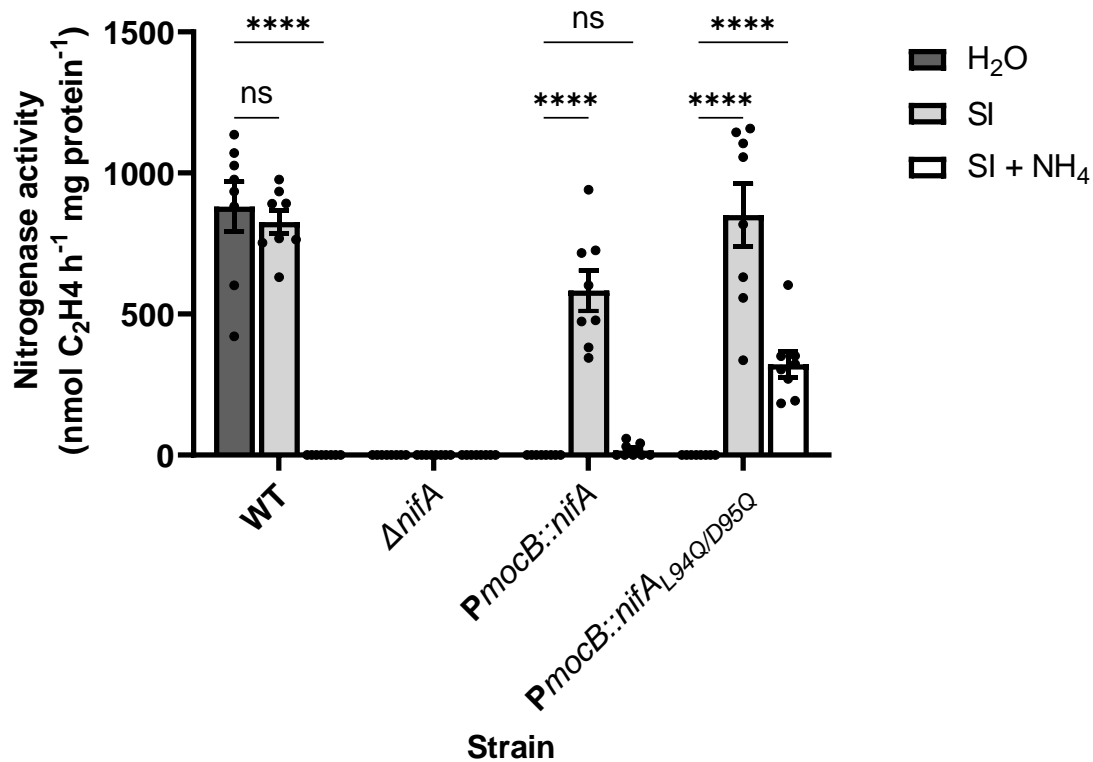 Nitrogenase activity
(nmol C₂H4 h⁻¹ mg protein⁻¹)
1500
1000
500
0
****
ns
ns
****
****
****
H₂O
SI
SI + NH₄
WT
ΔnifA
PmocB::nifA
PmocB::nifA_L94Q/D95Q
Strain